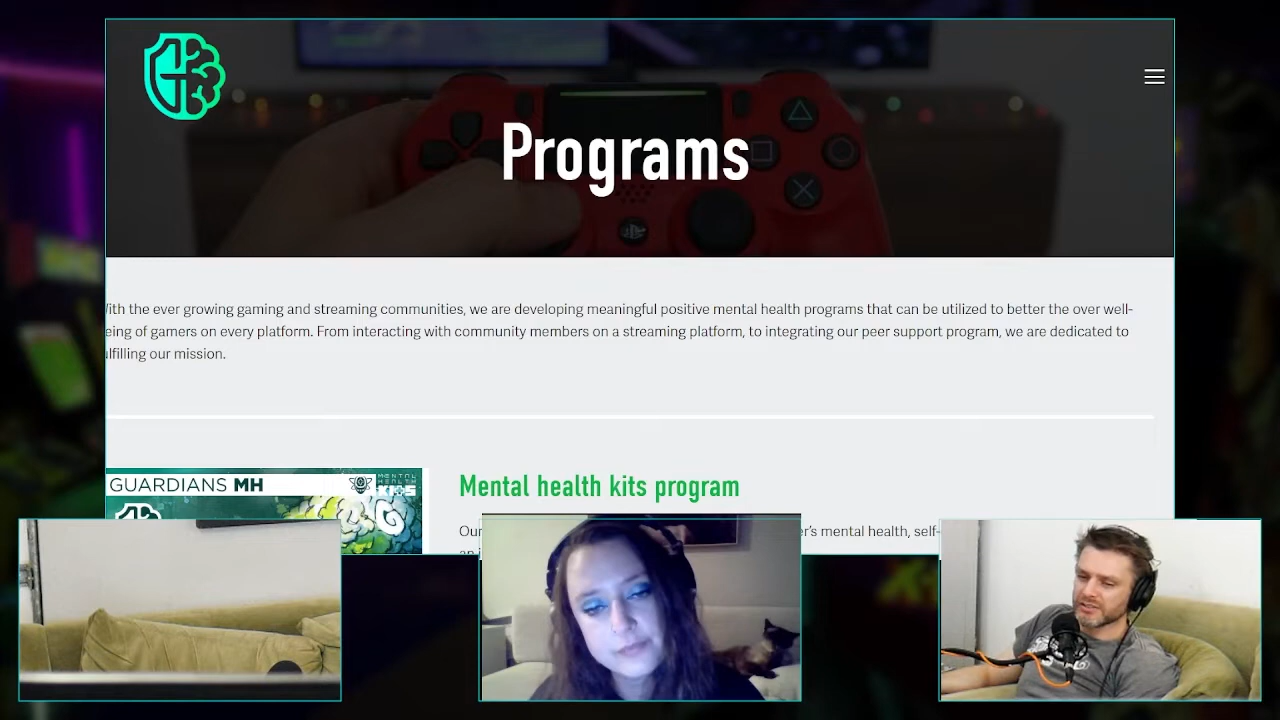 Programs
ith the ever growing gaming and streaming communities, we are developing meaningful positive mental health programs that can be utilized to better the over well-
eing of gamers on every platform. From interacting with community members on a streaming platform, to integrating our peer support program, we are dedicated to
ulfilling our mission.
GUARDIANS MH
MENTAL
HEALTH
KITS
Mental health kits program
Our
er's mental health, self-
an i